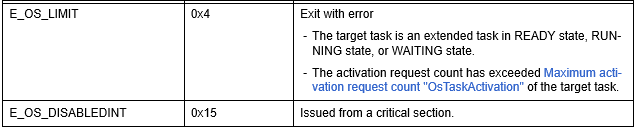 E_OS_LIMIT 0x4 Exit with error
- The target task is an extended task in READY state, RUN-
NING state, or WAITING state.
- The activation request count has exceeded Maximum acti-
vation request count "OsTaskActivation" of the target task.
E_OS_DISABLEDINT 0x15 Issued from a critical section.